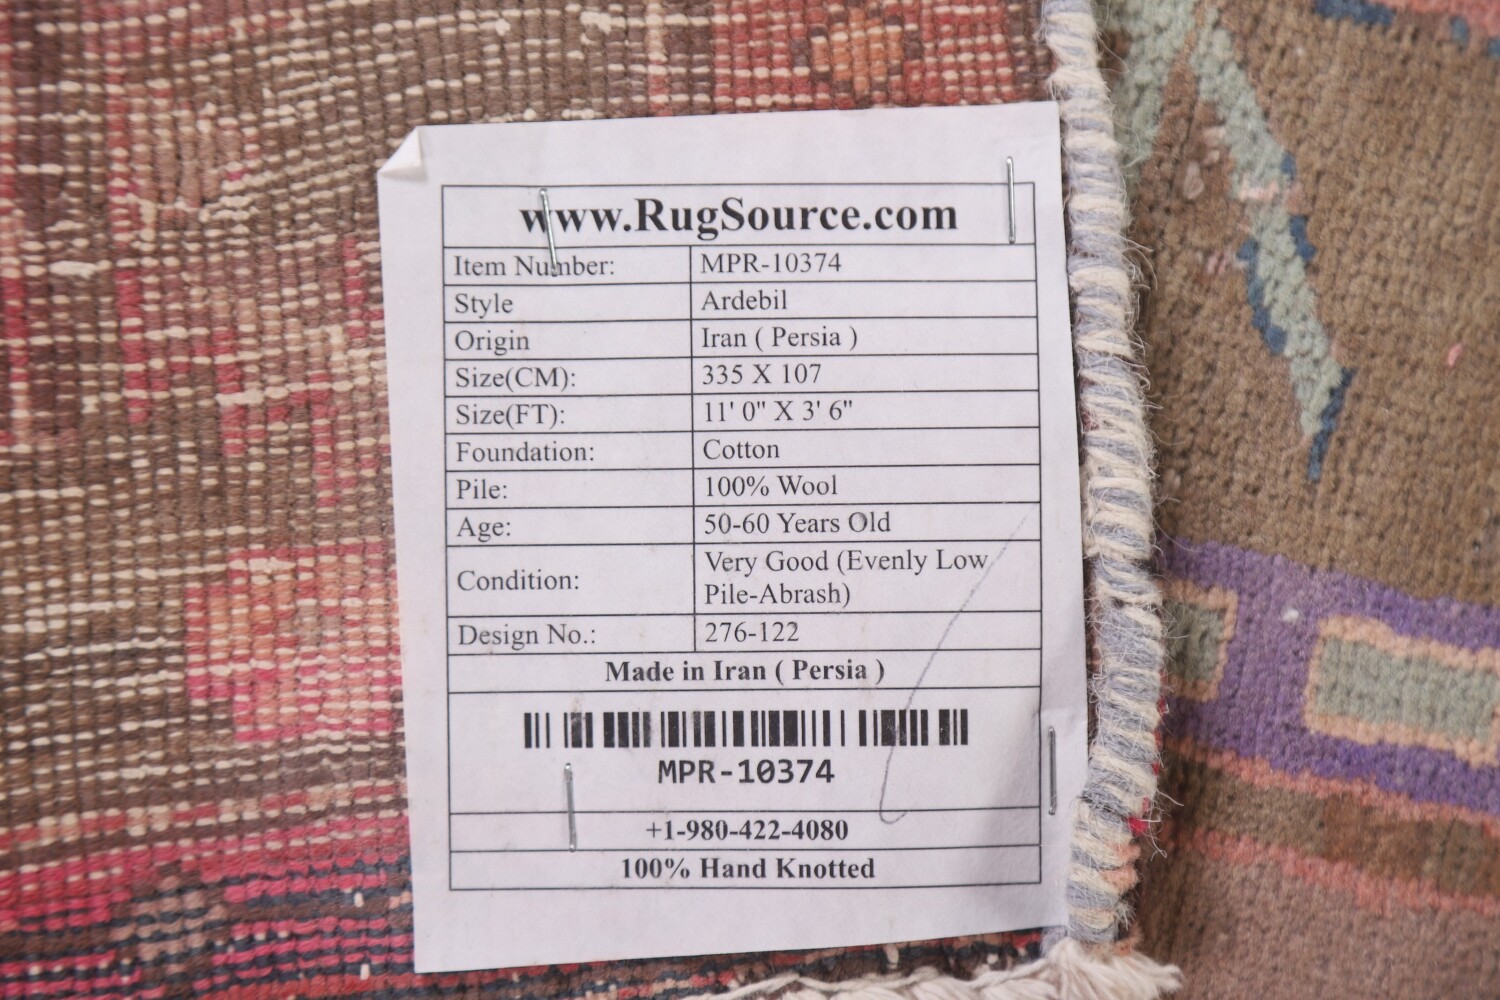 www.RugSource.com
Item Number: MPR-10374
Style Ardebil
Origin Iran ( Persia )
Size(CM): 335 X 107
Size(FT): 11' 0" X 3' 6"
Foundation: Cotton
Pile: 100% Wool
Age: 50-60 Years Old
Condition: Very Good (Evenly Low
Pile-Abrash)
Design No.: 276-122
Made in Iran ( Persia )
MPR-10374
+1-980-422-4080
100% Hand Knotted